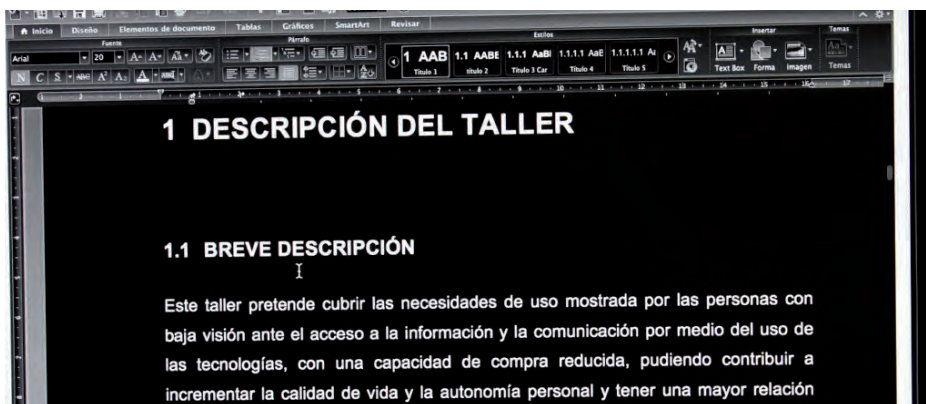 Inicio Diseño Elementos de documento Tablas Gráficos SmartArt Revisar
Fuente Párrafo Estilos Insertar Temas
Arial 20
1 AAB 1.1 AABE 1.1.1 AaBl 1.1.1.1 AaE 1.1.1.1.1 Aa
Título 1 título 2 Título 3 Car Título 4 Título 5 Text Box Forma Imagen Temas
N C S ABC A² A₂
1 DESCRIPCIÓN DEL TALLER
1.1 BREVE DESCRIPCIÓN
Este taller pretende cubrir las necesidades de uso mostrada por las personas con
baja visión ante el acceso a la información y la comunicación por medio del uso de
las tecnologías, con una capacidad de compra reducida, pudiendo contribuir a
incrementar la calidad de vida y la autonomía personal y tener una mayor relación